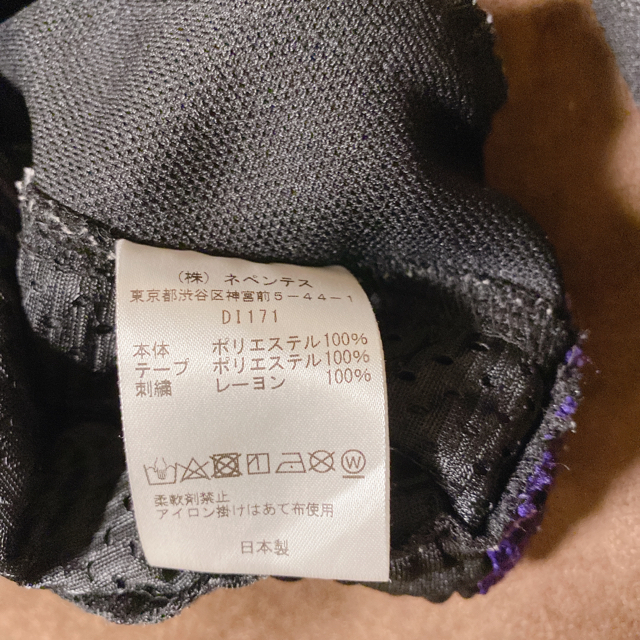 (株) ネペンテス
東京都渋谷区神宮前5-44-1
DI171
本体 ポリエステル100%
テープ ポリエステル100%
刺繍 レーヨン 100%
W
柔軟剤禁止
アイロン掛けはあて布使用
日本製